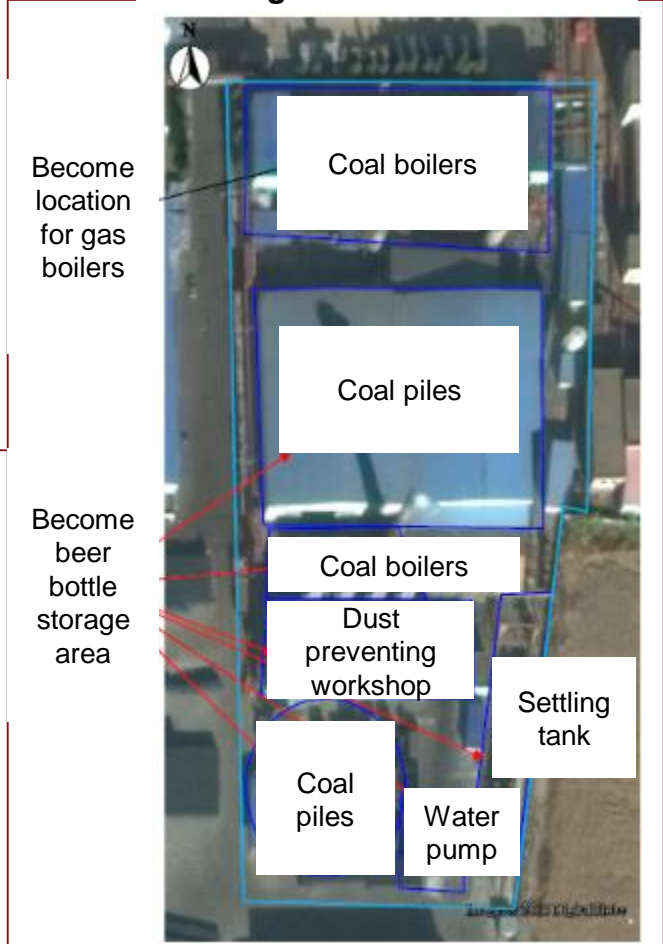 N
Coal boilers
Become
location
for gas
boilers
Coal piles
Become
beer
bottle
storage
area
Coal boilers
Dust
preventing
workshop
Settling
tank
Coal
piles
Water
pump